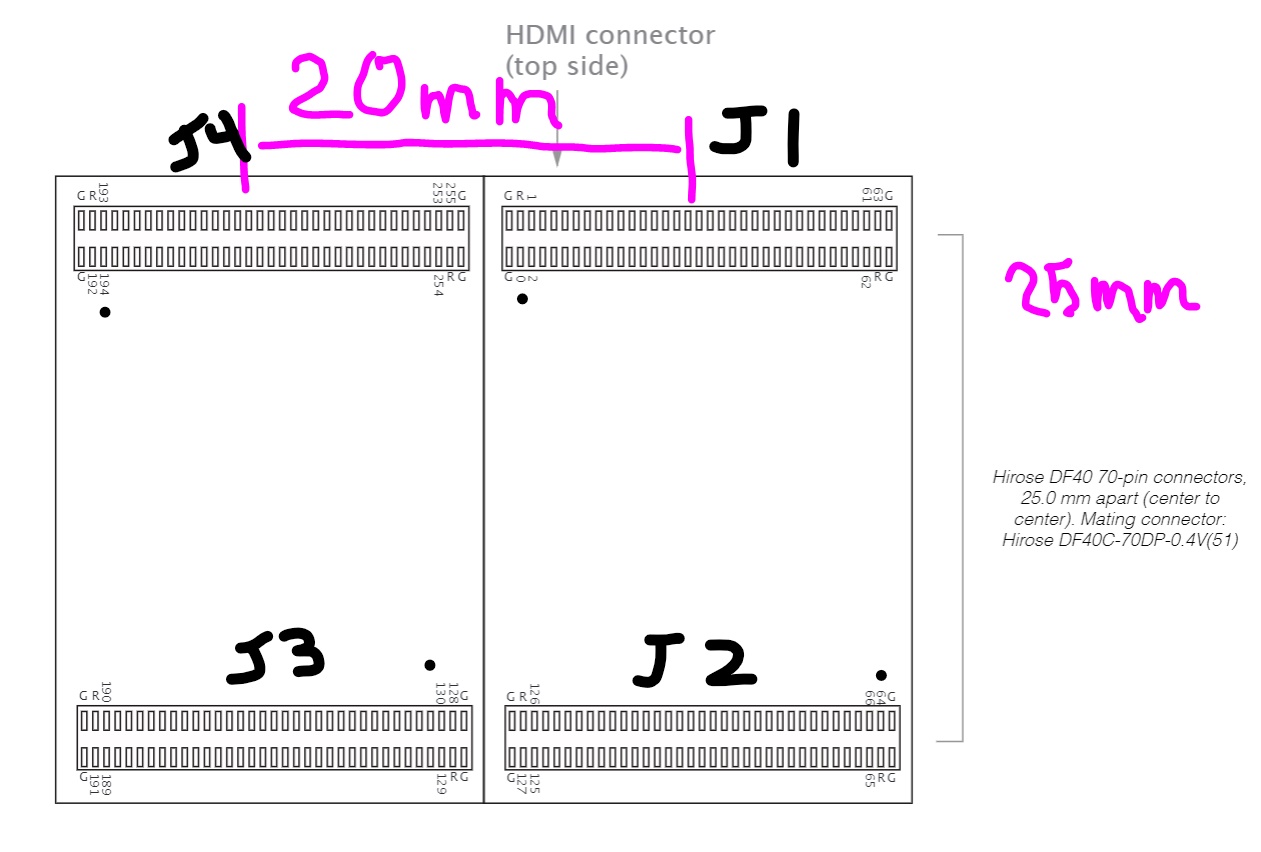 HDMI connector
(top side)
20mm
J4
J1
G R 193 253 255 G
G R 1 61 63 G
G 192 194 254 R G
G 0 2 62 R G
25mm
Hirose DF40 70-pin connectors,
25.0 mm apart (center to
center). Mating connector:
Hirose DF40C-70DP-0.4V(51)
J3
J2
G R 190 130 128 G
G R 126 66 64 G
G 191 189 129 R G
G 127 125 65 R G